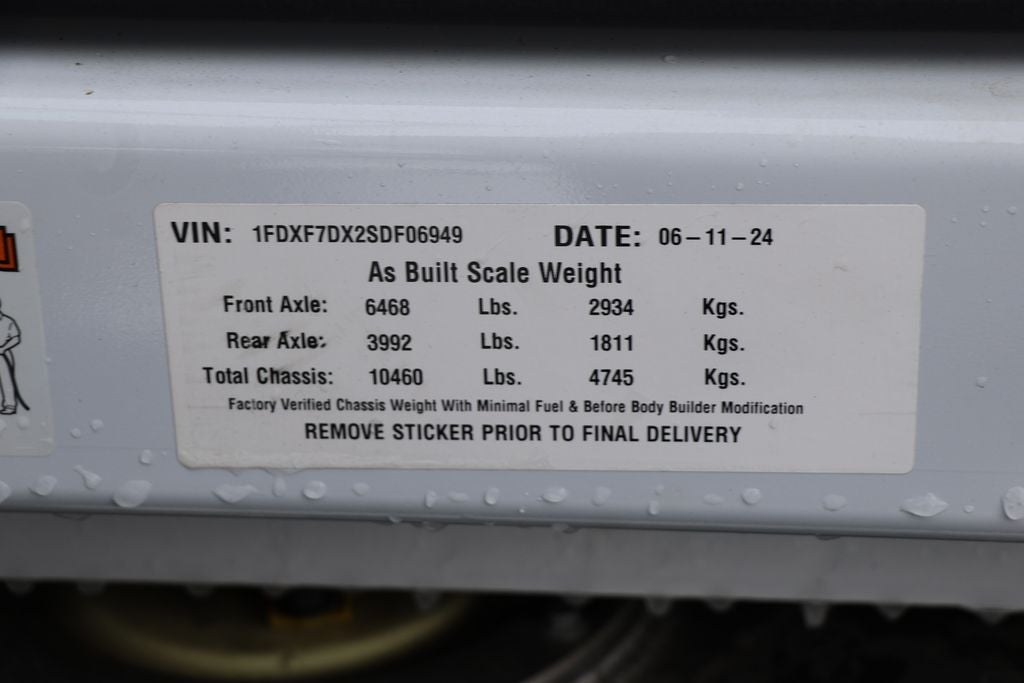 VIN: 1FDXF7DX2SDF06949 DATE: 06-11-24
As Built Scale Weight
Front Axle: 6468 Lbs. 2934 Kgs.
Rear Axle: 3992 Lbs. 1811 Kgs.
Total Chassis: 10460 Lbs. 4745 Kgs.
Factory Verified Chassis Weight With Minimal Fuel & Before Body Builder Modification
REMOVE STICKER PRIOR TO FINAL DELIVERY